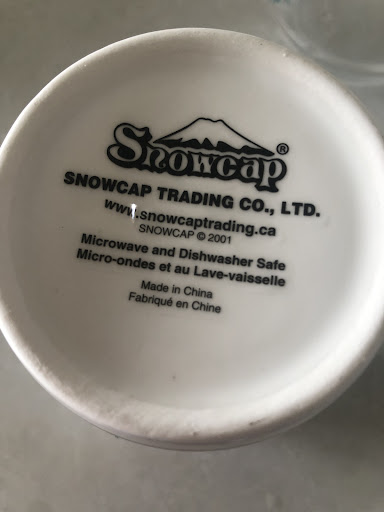 Snowcap®
SNOWCAP TRADING CO., LTD.
www.snowcaptrading.ca
SNOWCAP © 2001
Microwave and Dishwasher Safe
Micro-ondes et au Lave-vaisselle
Made in China
Fabriqué en Chine